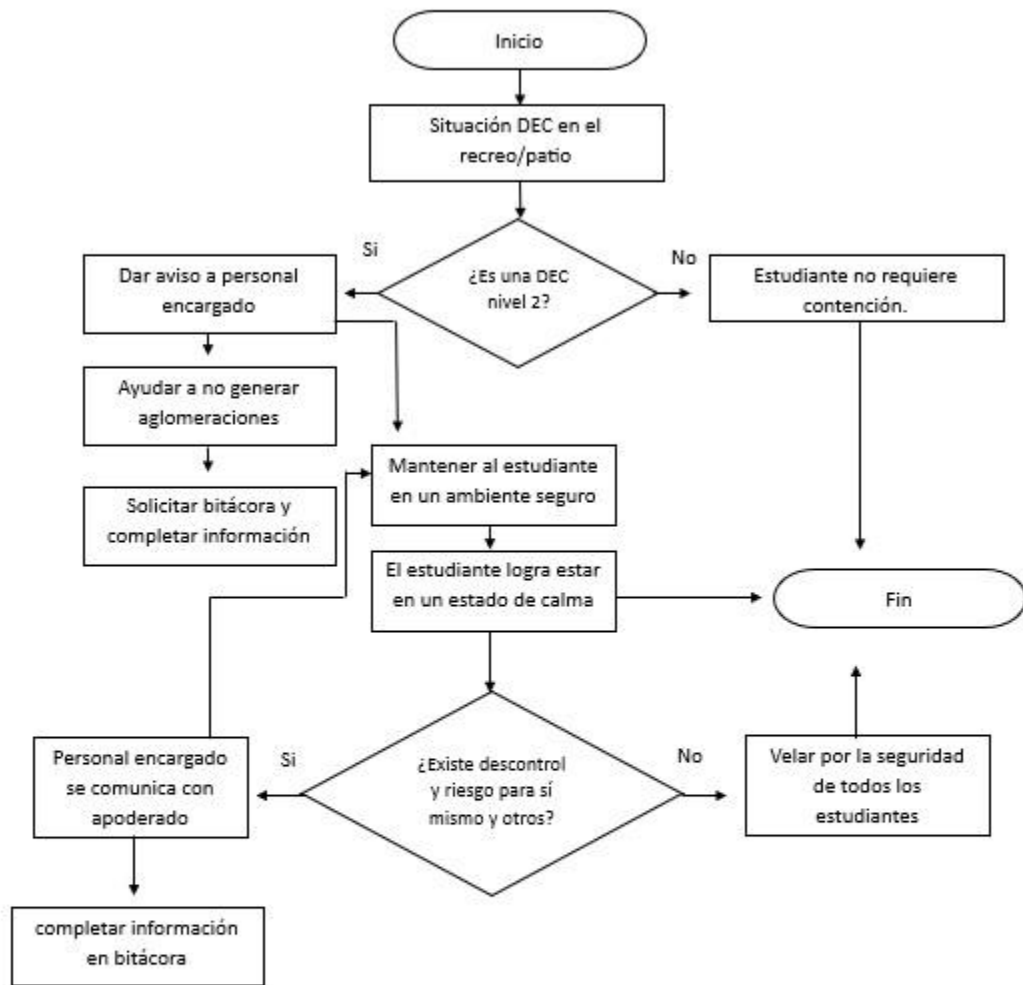 Inicio
Situación DEC en el
recreo/patio
Si
¿Es una DEC
nivel 2?
No
Dar aviso a personal
encargado
Estudiante no requiere
contención.
Ayudar a no generar
aglomeraciones
Mantener al estudiante
en un ambiente seguro
Solicitar bitácora y
completar información
El estudiante logra estar
en un estado de calma
Fin
Personal encargado
se comunica con
apoderado
Si
¿Existe descontrol
y riesgo para sí
mismo y otros?
No
Velar por la seguridad
de todos los
estudiantes
completar información
en bitácora